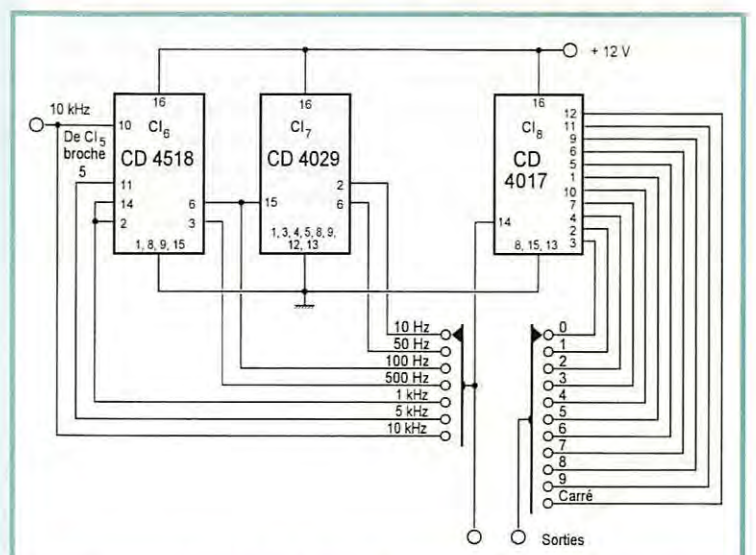 + 12 V
10 kHz
De CI5
broche
5
16
CI6
CD 4518
10
11
14
2
6
3
1, 8, 9, 15
16
CI7
CD 4029
15
2
6
1, 3, 4, 5, 8, 9,
12, 13
16
CI8
CD
4017
14
12
11
9
6
5
1
10
7
4
2
3
8, 15, 13
10 Hz
50 Hz
100 Hz
500 Hz
1 kHz
5 kHz
10 kHz
0
1
2
3
4
5
6
7
8
9
Carré
Sorties